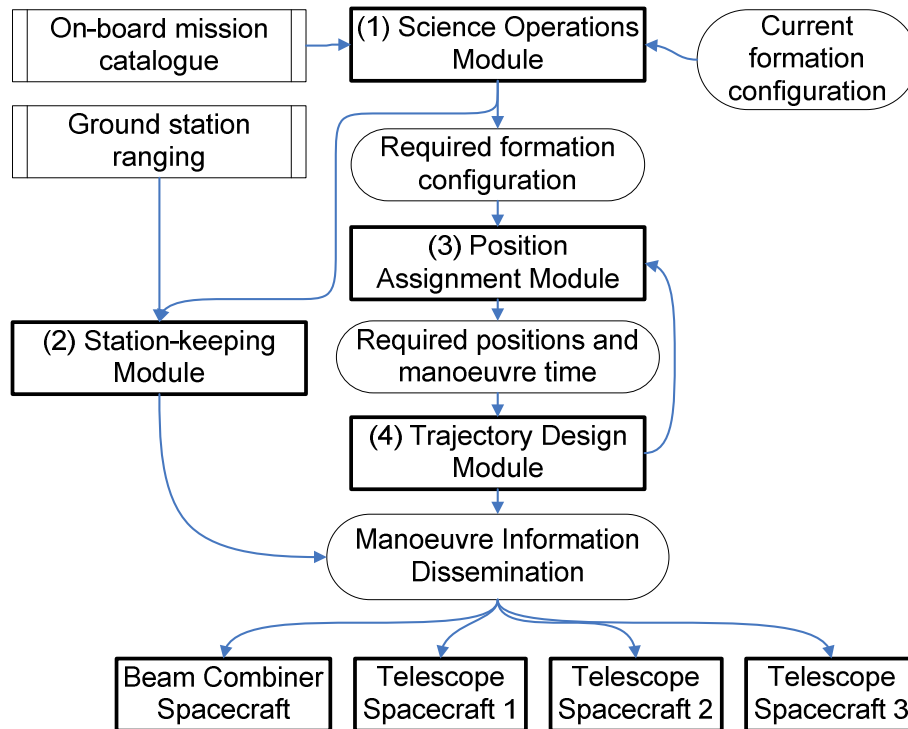 On-board mission
catalogue
(1) Science Operations
Module
Current
formation
configuration
Ground station
ranging
Required formation
configuration
(3) Position
Assignment Module
(2) Station-keeping
Module
Required positions and
manoeuvre time
(4) Trajectory Design
Module
Manoeuvre Information
Dissemination
Beam Combiner
Spacecraft
Telescope
Spacecraft 1
Telescope
Spacecraft 2
Telescope
Spacecraft 3